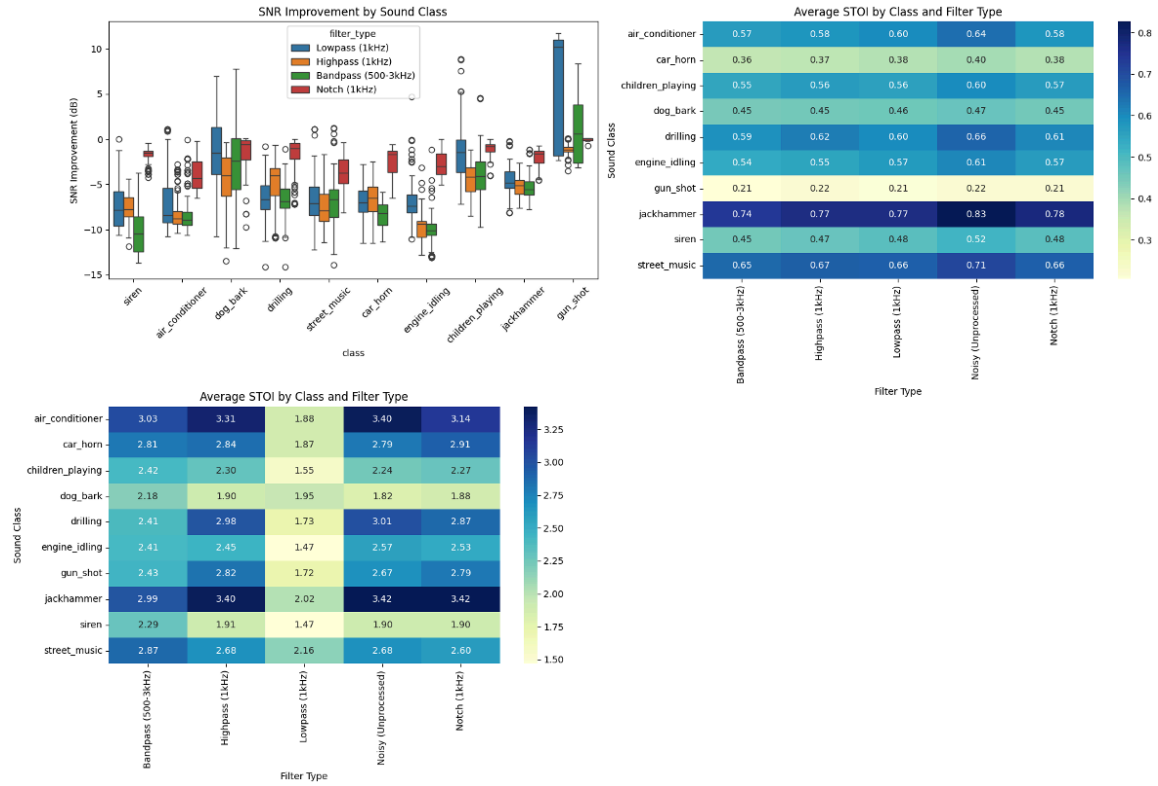 SNR Improvement by Sound Class
filter_type
Lowpass (1kHz)
Highpass (1kHz)
Bandpass (500-3kHz)
Notch (1kHz)
SNR Improvement (dB)
10
5
0
−5
−10
−15
siren
air_conditioner
dog_bark
drilling
street_music
car_horn
engine_idling
children_playing
jackhammer
gun_shot
class
Average STOI by Class and Filter Type
Sound Class
air_conditioner 0.57 0.58 0.60 0.64 0.58
car_horn 0.36 0.37 0.38 0.40 0.38
children_playing 0.55 0.56 0.56 0.60 0.57
dog_bark 0.45 0.45 0.46 0.47 0.45
drilling 0.59 0.62 0.60 0.66 0.61
engine_idling 0.54 0.55 0.57 0.61 0.57
gun_shot 0.21 0.22 0.21 0.22 0.21
jackhammer 0.74 0.77 0.77 0.83 0.78
siren 0.45 0.47 0.48 0.52 0.48
street_music 0.65 0.67 0.66 0.71 0.66
Bandpass (500-3kHz)
Highpass (1kHz)
Lowpass (1kHz)
Noisy (Unprocessed)
Notch (1kHz)
Filter Type
0.8
0.7
0.6
0.5
0.4
0.3
Average STOI by Class and Filter Type
Sound Class
air_conditioner 3.03 3.31 1.88 3.40 3.14
car_horn 2.81 2.84 1.87 2.79 2.91
children_playing 2.42 2.30 1.55 2.24 2.27
dog_bark 2.18 1.90 1.95 1.82 1.88
drilling 2.41 2.98 1.73 3.01 2.87
engine_idling 2.41 2.45 1.47 2.57 2.53
gun_shot 2.43 2.82 1.72 2.67 2.79
jackhammer 2.99 3.40 2.02 3.42 3.42
siren 2.29 1.91 1.47 1.90 1.90
street_music 2.87 2.68 2.16 2.68 2.60
Bandpass (500-3kHz)
Highpass (1kHz)
Lowpass (1kHz)
Noisy (Unprocessed)
Notch (1kHz)
Filter Type
3.25
3.00
2.75
2.50
2.25
2.00
1.75
1.50